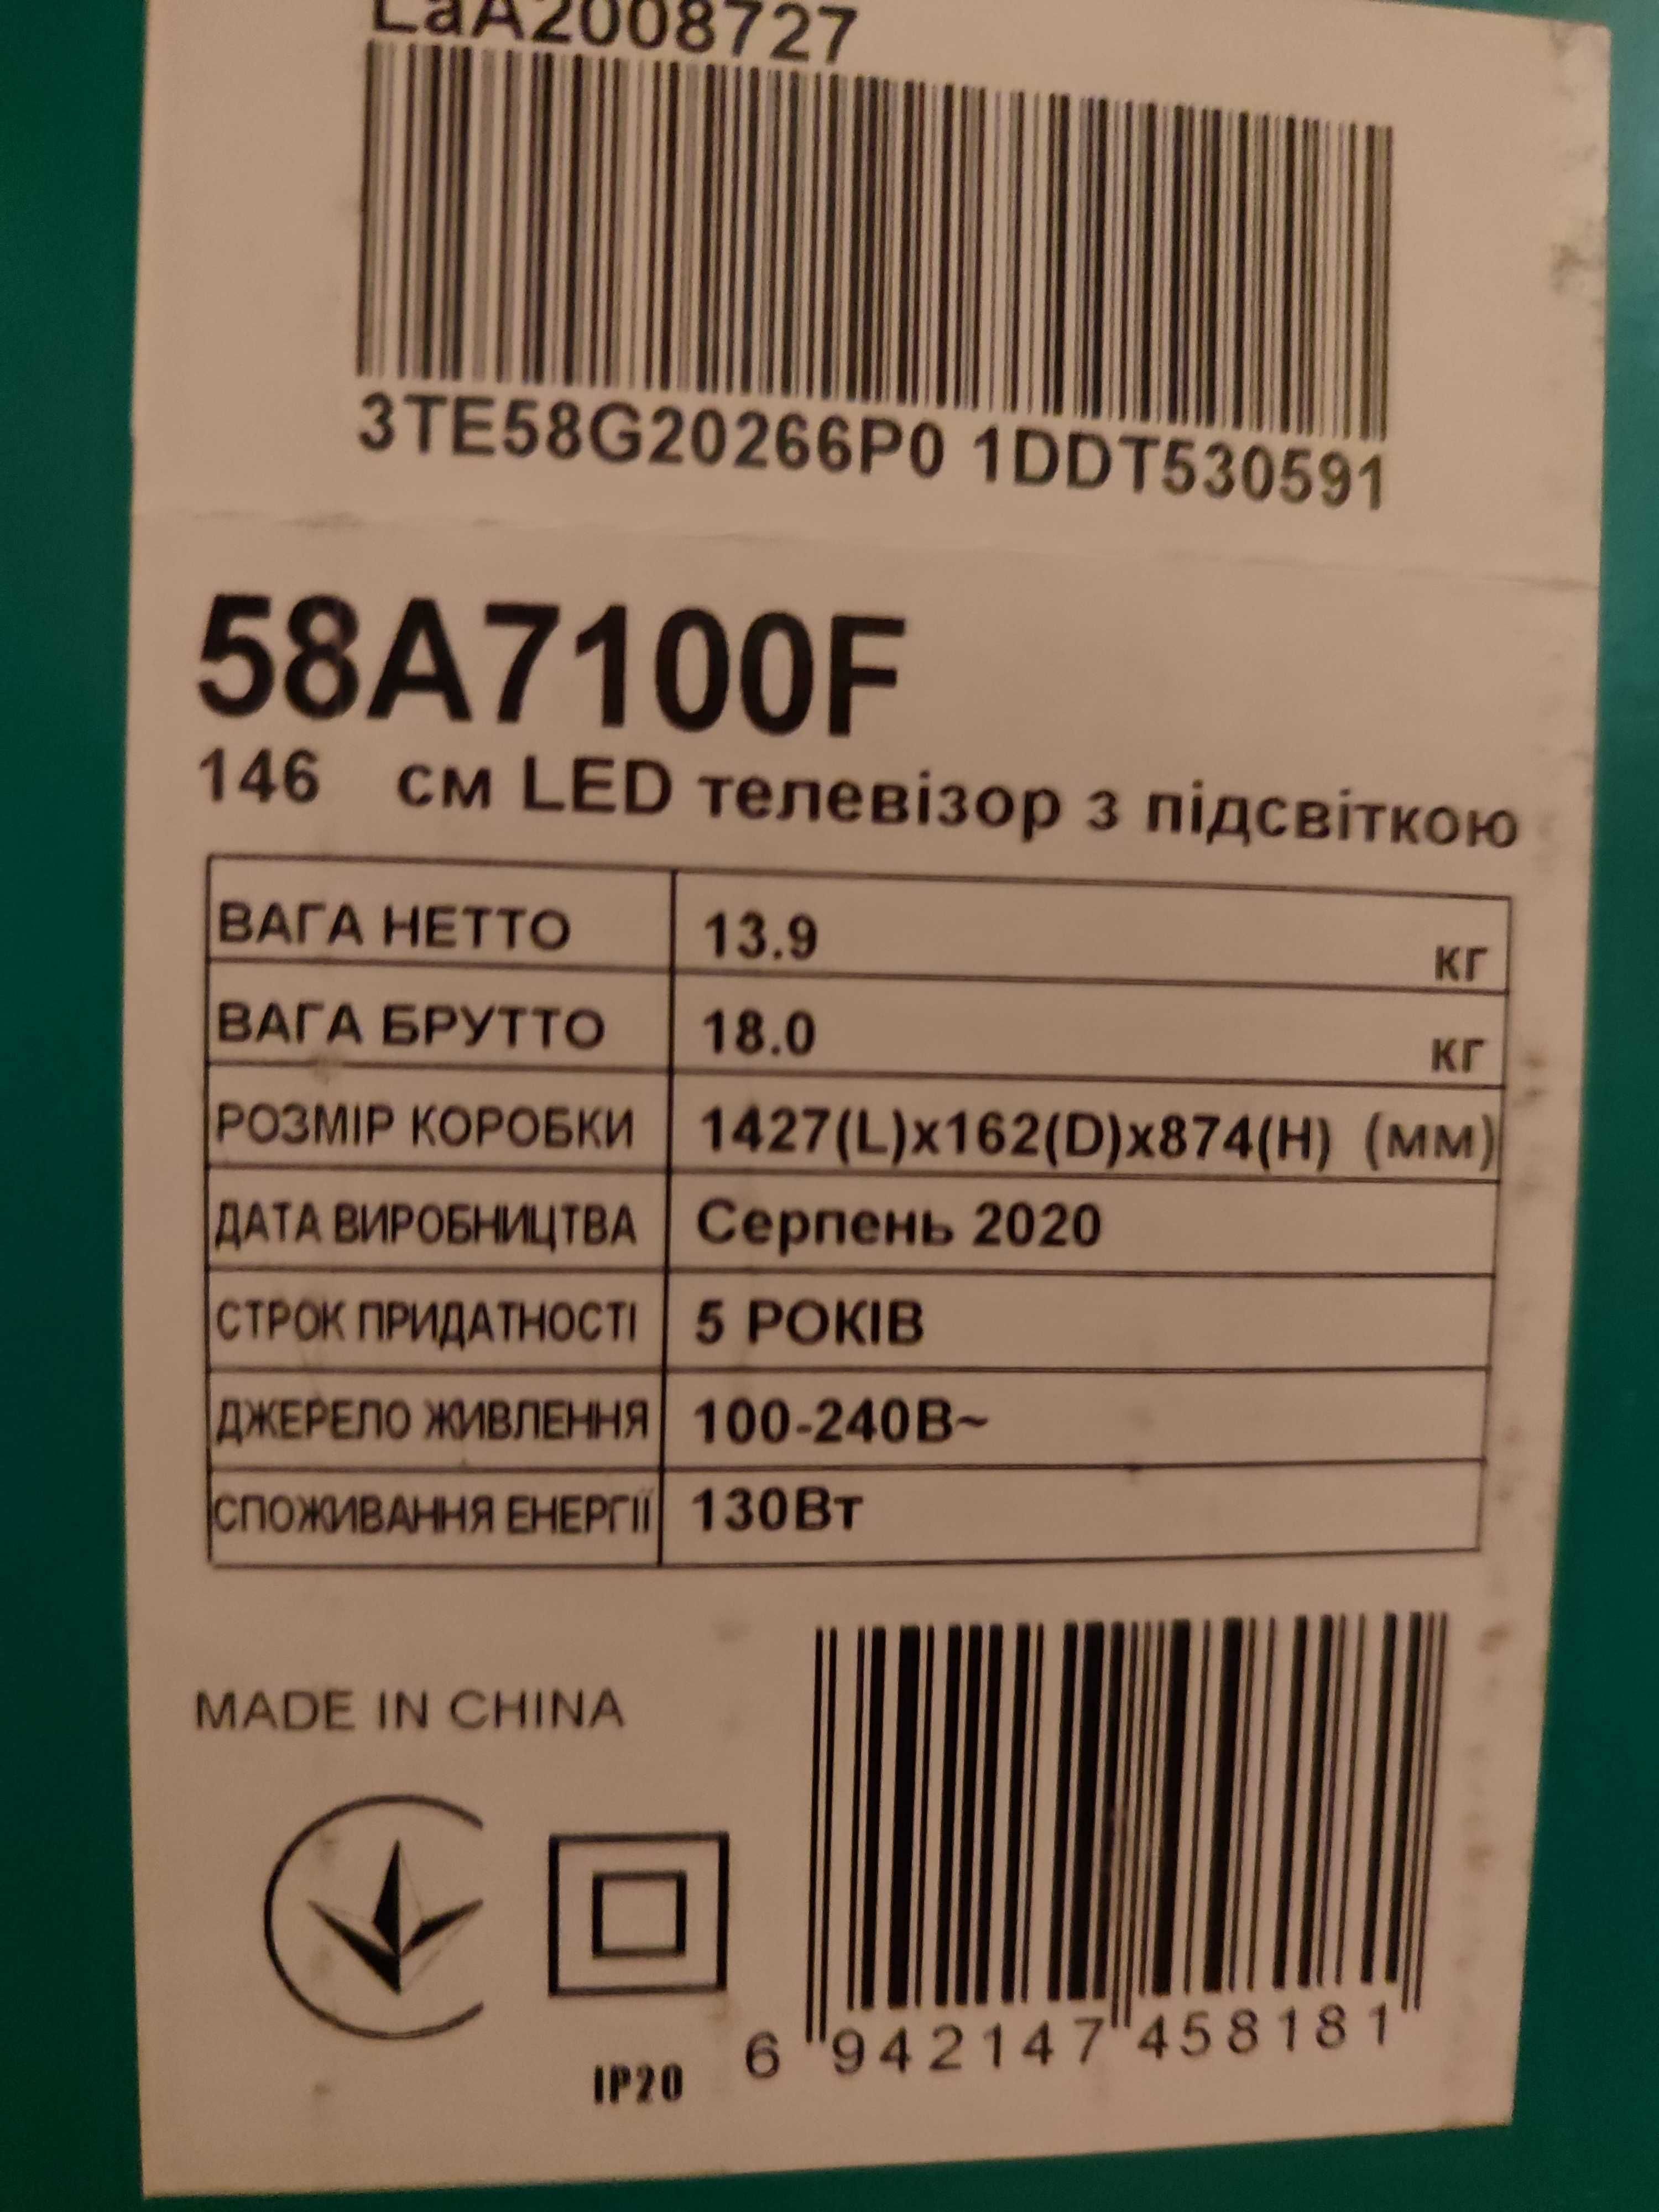 LaA2008727
3TE58G20266P0 1DDT530591
58A7100F
146 см LED телевізор з підсвіткою
ВАГА НЕТТО 13.9 кг
ВАГА БРУТТО 18.0 кг
РОЗМІР КОРОБКИ 1427(L)x162(D)x874(H) (мм)
ДАТА ВИРОБНИЦТВА Серпень 2020
СТРОК ПРИДАТНОСТІ 5 РОКІВ
ДЖЕРЕЛО ЖИВЛЕННЯ 100-240В~
СПОЖИВАННЯ ЕНЕРГІЇ 130Вт
MADE IN CHINA
IP20
6 942147 458181